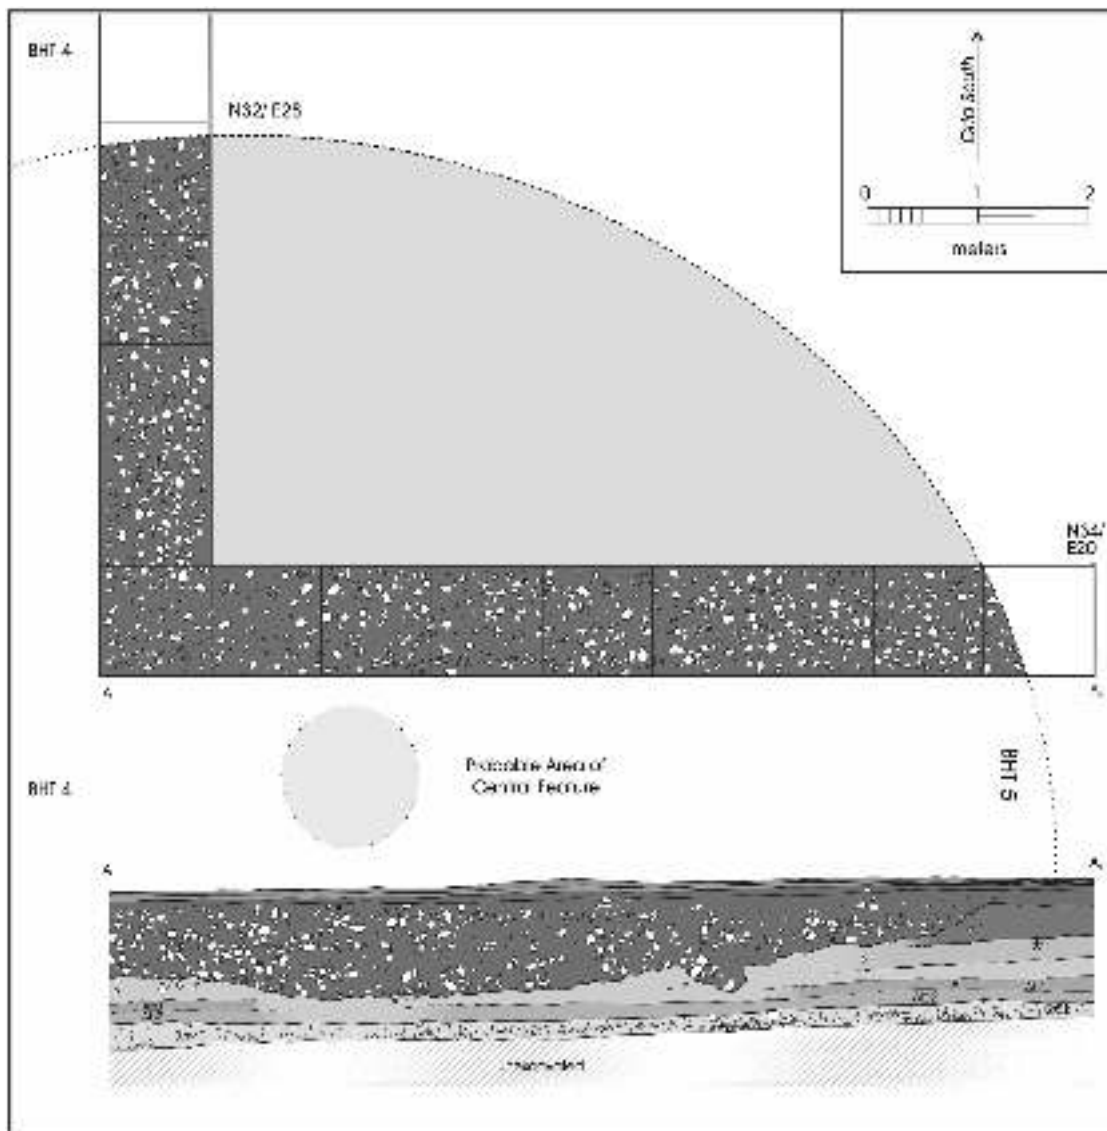 BHT 4
N32/ E28
Grid South
0 1 2
meters
N34/
E20
A
A
Probable Area of
Central Feature
BHT 4
BHT 5
A
A
Unexcavated